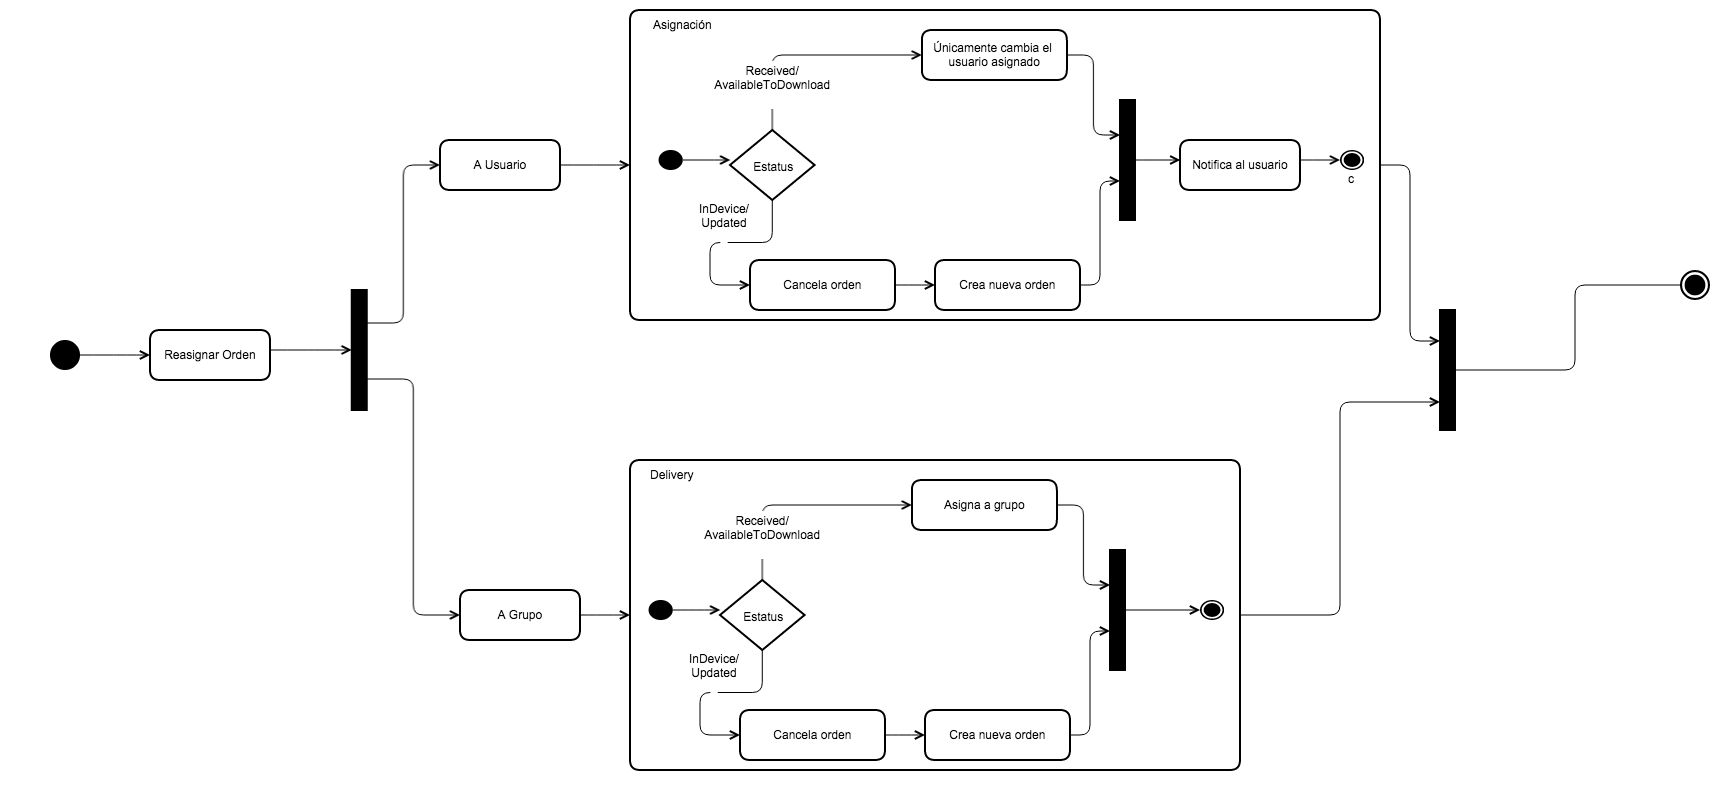 Asignación
Únicamente cambia el
usuario asignado
Received/
AvailableToDownload
A Usuario
Estatus
Notifica al usuario
c
InDevice/
Updated
Cancela orden
Crea nueva orden
Reasignar Orden
Delivery
Asigna a grupo
Received/
AvailableToDownload
A Grupo
Estatus
InDevice/
Updated
Cancela orden
Crea nueva orden